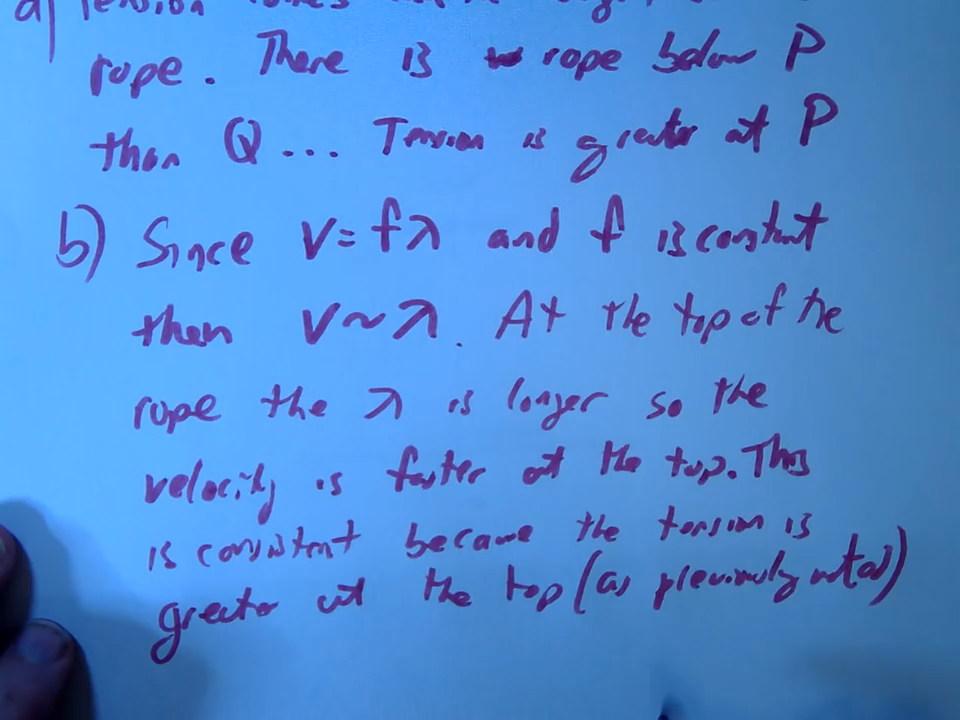 a) Tension
rope. There is rope below P
than Q ... Tension is greater at P
b) Since v = fλ and f is constant
then v ~ λ. At the top of the
rope the λ is longer so the
velocity is faster at the top. This
is consistent because the tension is
greater at the top (as previously noted)